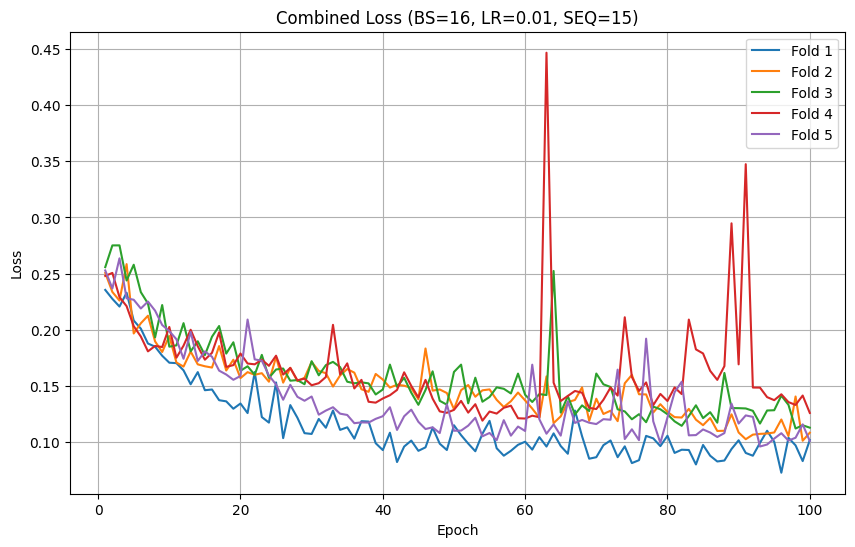 Combined Loss (BS=16, LR=0.01, SEQ=15)
Loss
0.45
0.40
0.35
0.30
0.25
0.20
0.15
0.10
Fold 1
Fold 2
Fold 3
Fold 4
Fold 5
0
20
40
60
80
100
Epoch